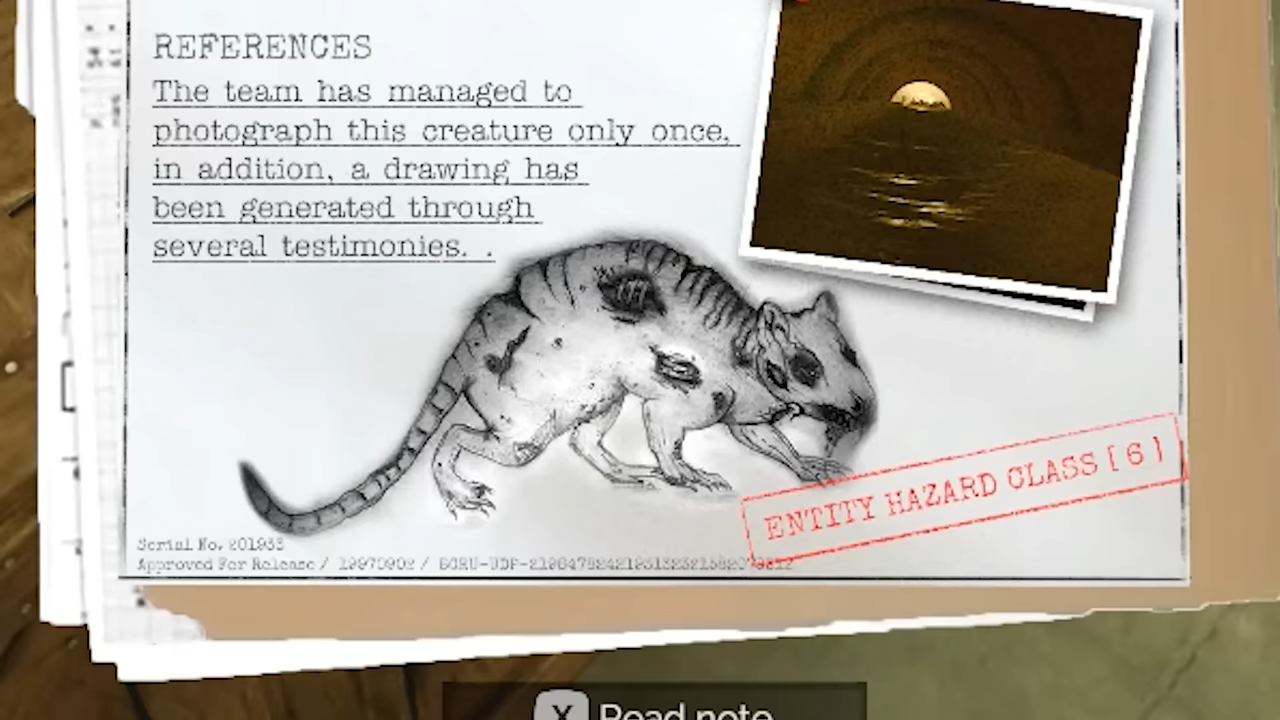 REFERENCES
The team has managed to
photograph this creature only once,
in addition, a drawing has
been generated through
several testimonies. .
ENTITY HAZARD CLASS [ 6 ]
Serial No. 201933
Approved For Release / 19970902 /
X Read note